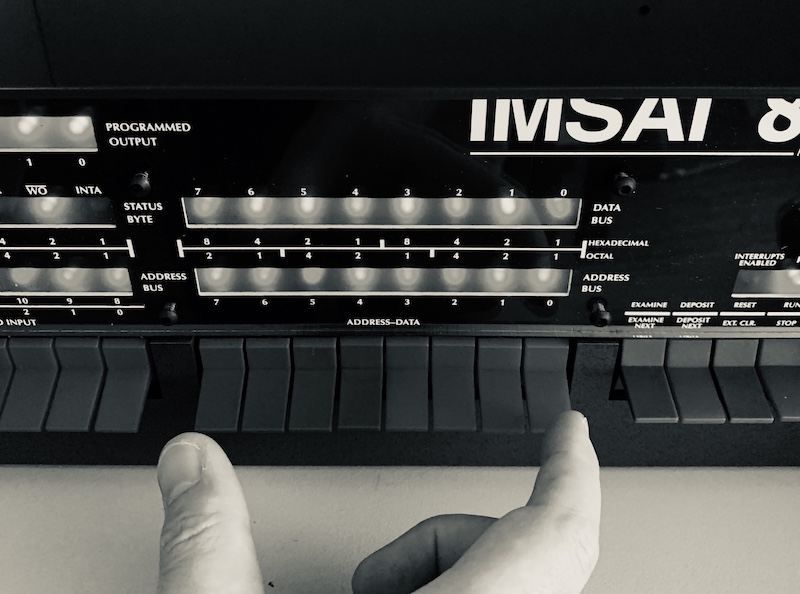 IMSAI 8
PROGRAMMED
OUTPUT
1 0
WO INTA
STATUS
BYTE
7 6 5 4 3 2 1 0
DATA
BUS
4 2 1
8 4 2 1 8 4 2 1 HEXADECIMAL
2 1 4 2 1 4 2 1 OCTAL
ADDRESS
BUS
ADDRESS
BUS
INTERRUPTS
ENABLED
10 9 8
2 1 0
7 6 5 4 3 2 1 0
INPUT
ADDRESS–DATA
EXAMINE DEPOSIT RESET RUN
EXAMINE
NEXT
DEPOSIT
NEXT
EXT. CLR.
STOP